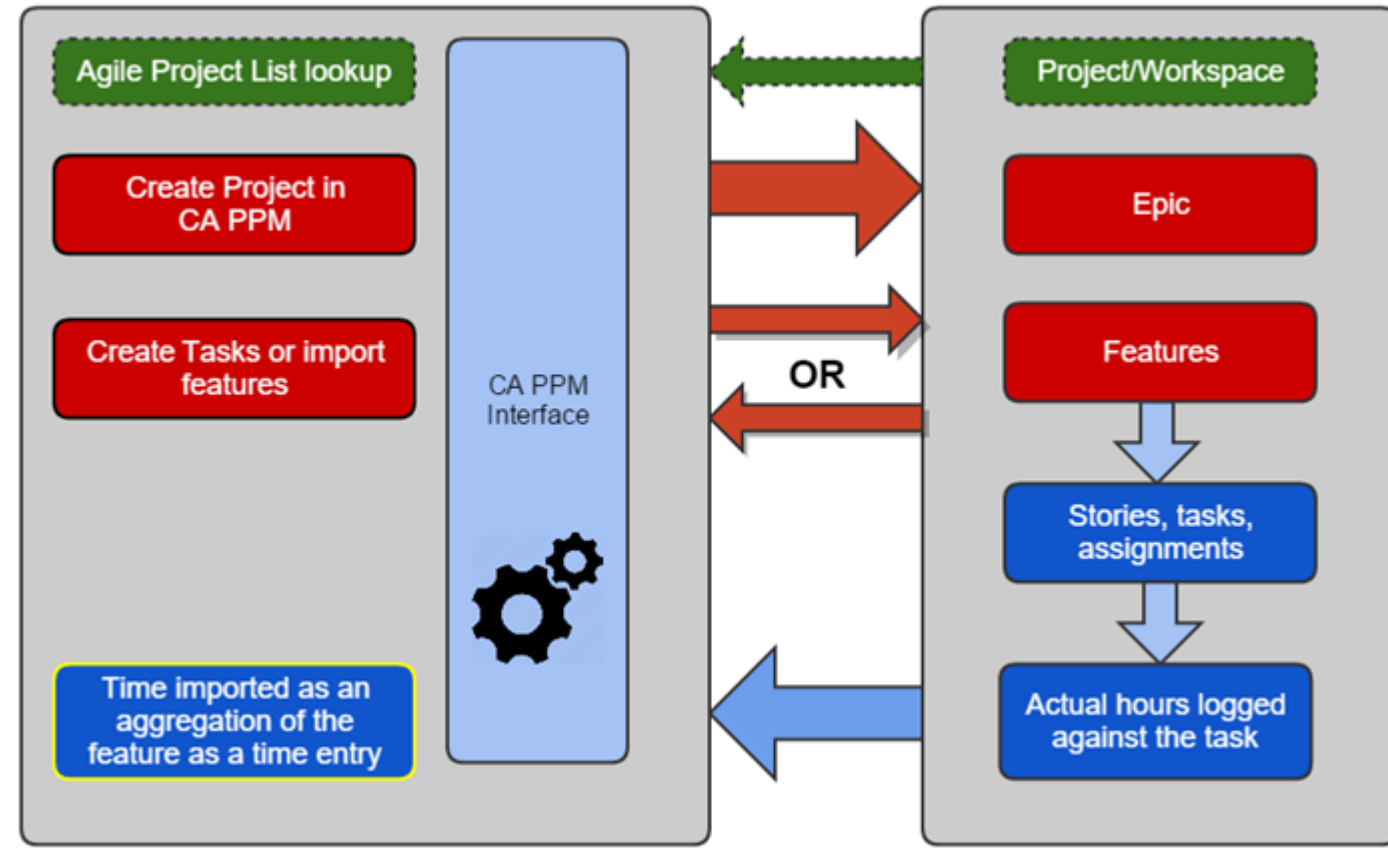 Agile Project List lookup
Create Project in
CA PPM
Create Tasks or import
features
Time imported as an
aggregation of the
feature as a time entry
CA PPM
Interface
OR
Project/Workspace
Epic
Features
Stories, tasks,
assignments
Actual hours logged
against the task